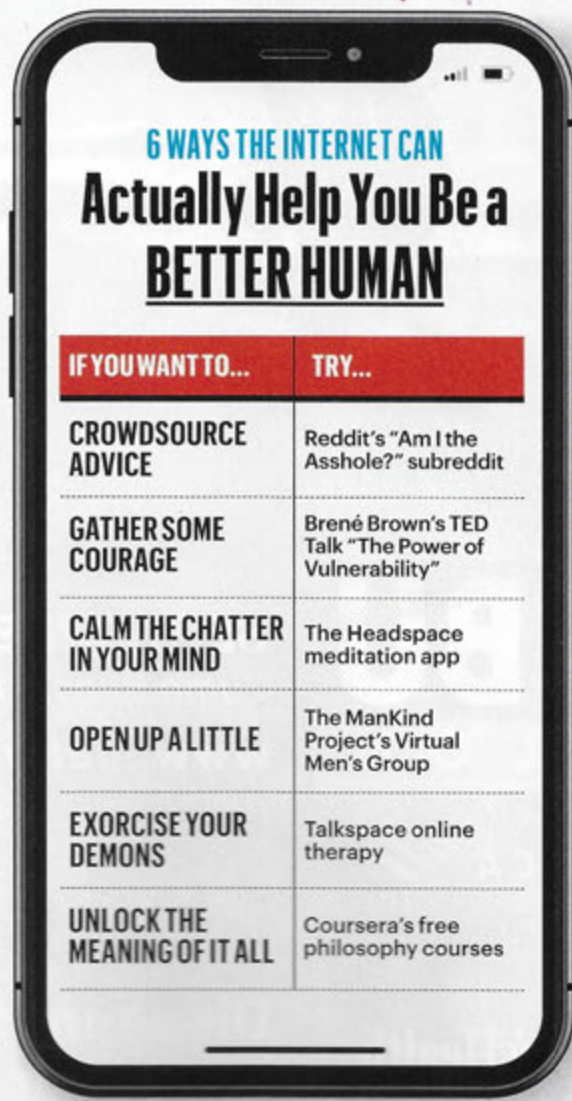 6 WAYS THE INTERNET CAN
Actually Help You Be a
BETTER HUMAN
IF YOU WANT TO... TRY...
CROWDSOURCE
ADVICE
Reddit's "Am I the
Asshole?" subreddit
GATHER SOME
COURAGE
Brené Brown's TED
Talk "The Power of
Vulnerability"
CALM THE CHATTER
IN YOUR MIND
The Headspace
meditation app
OPEN UP A LITTLE
The ManKind
Project's Virtual
Men's Group
EXORCISE YOUR
DEMONS
Talkspace online
therapy
UNLOCK THE
MEANING OF IT ALL
Coursera's free
philosophy courses